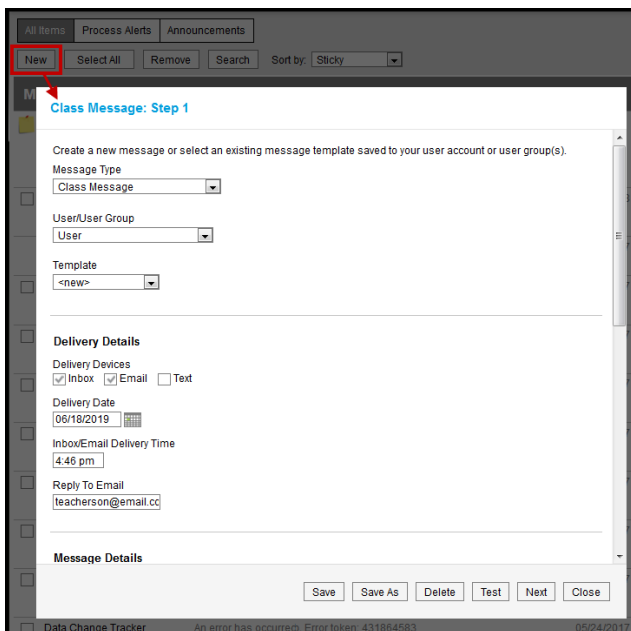 All Items Process Alerts Announcements
New Select All Remove Search Sort by: Sticky
Class Message: Step 1
Create a new message or select an existing message template saved to your user account or user group(s).
Message Type
Class Message
User/User Group
User
Template
<new>
Delivery Details
Delivery Devices
Inbox Email Text
Delivery Date
06/18/2019
Inbox/Email Delivery Time
4:46 pm
Reply To Email
teacherson@email.cc
Message Details
Save Save As Delete Test Next Close
Data Change Tracker An error has occurred. Error token: 431864583 05/24/2017